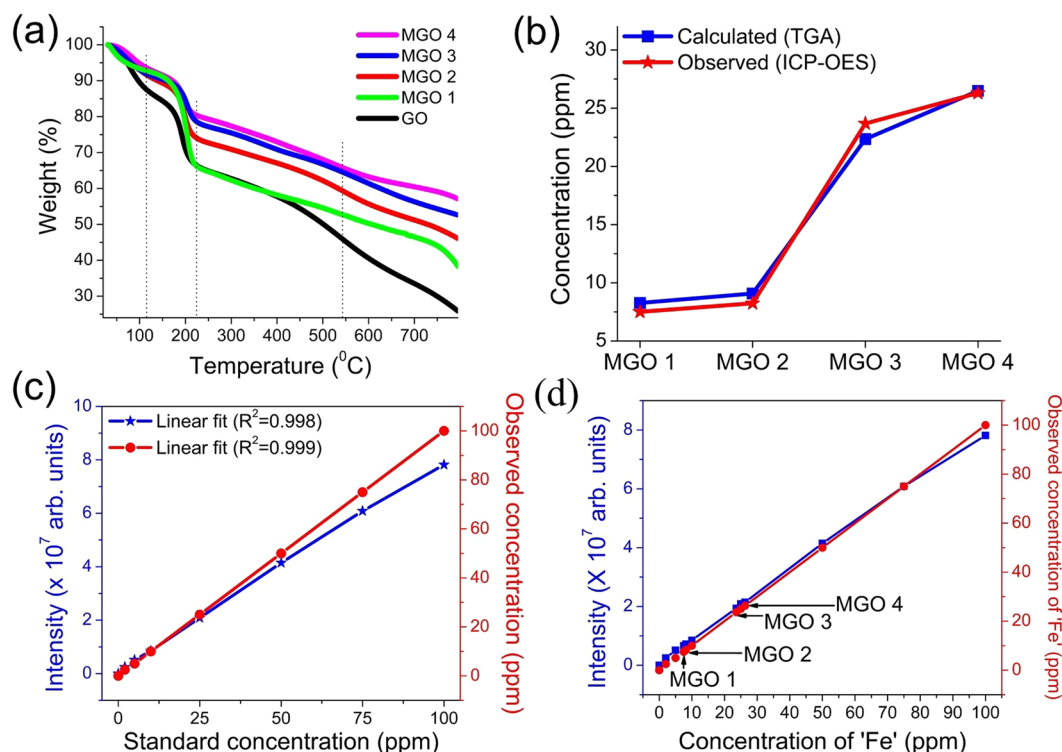 (a)
MGO 4
MGO 3
MGO 2
MGO 1
GO
Weight (%)
100
90
80
70
60
50
40
30
100 200 300 400 500 600 700
Temperature (⁰C)
(b)
Calculated (TGA)
Observed (ICP-OES)
Concentration (ppm)
30
25
20
15
10
5
MGO 1 MGO 2 MGO 3 MGO 4
(c)
Linear fit (R²=0.998)
Linear fit (R²=0.999)
Intensity (x 10⁷ arb. units)
10
8
6
4
2
0
Observed concentration (ppm)
100
80
60
40
20
0
0 25 50 75 100
Standard concentration (ppm)
(d)
Intensity (X 10⁷ arb. units)
8
6
4
2
0
MGO 4
MGO 3
MGO 2
MGO 1
Observed concentration of 'Fe' (ppm)
100
80
60
40
20
0
0 10 20 30 40 50 60 70 80 90 100
Concentration of 'Fe' (ppm)